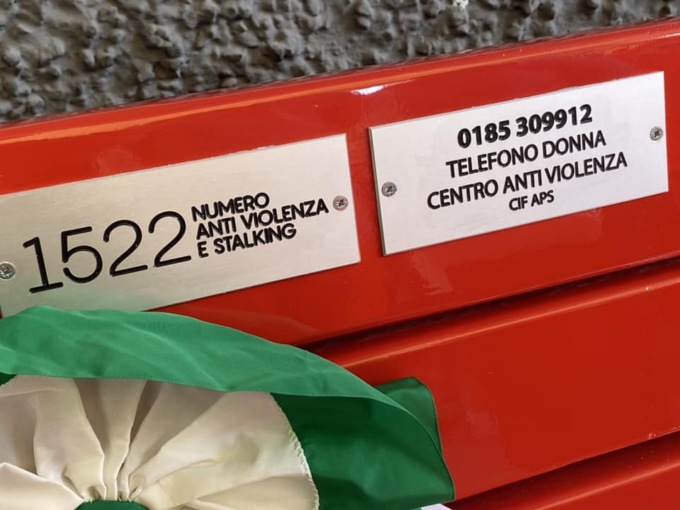 1522
NUMERO
ANTI VIOLENZA
E STALKING
0185 309912
TELEFONO DONNA
CENTRO ANTI VIOLENZA
CIF APS